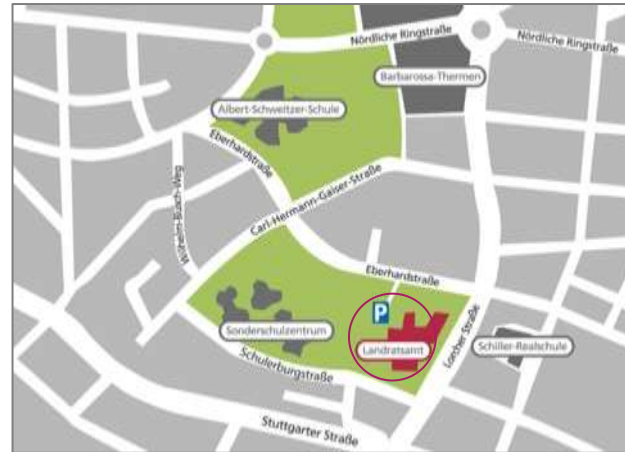 Nördliche Ringstraße
Nördliche Ringstraße
Barbarossa-Thermen
Albert-Schweitzer-Schule
Eberhardstraße
Carl-Hermann-Gaiser-Straße
Wilhelm-Busch-Weg
Eberhardstraße
P
Sonderschulzentrum
Landratsamt
Lorcher Straße
Schiller-Realschule
Schulerburgstraße
Stuttgarter Straße